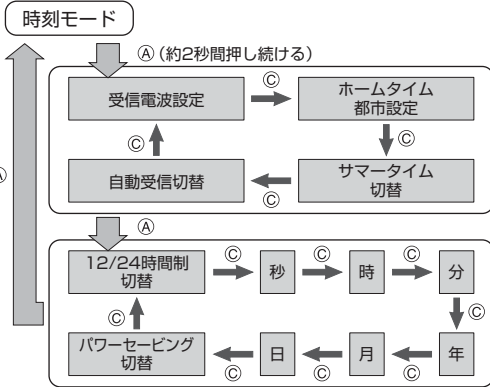 時刻モード
Ⓐ（約2秒間押し続ける）
受信電波設定
Ⓒ
ホームタイム
都市設定
Ⓒ
Ⓒ
自動受信切替
Ⓒ
サマータイム
切替
Ⓐ
Ⓐ
12/24時間制
切替
Ⓒ
秒
Ⓒ
時
Ⓒ
分
Ⓒ
Ⓒ
パワーセービング
切替
Ⓒ
日
Ⓒ
月
Ⓒ
年